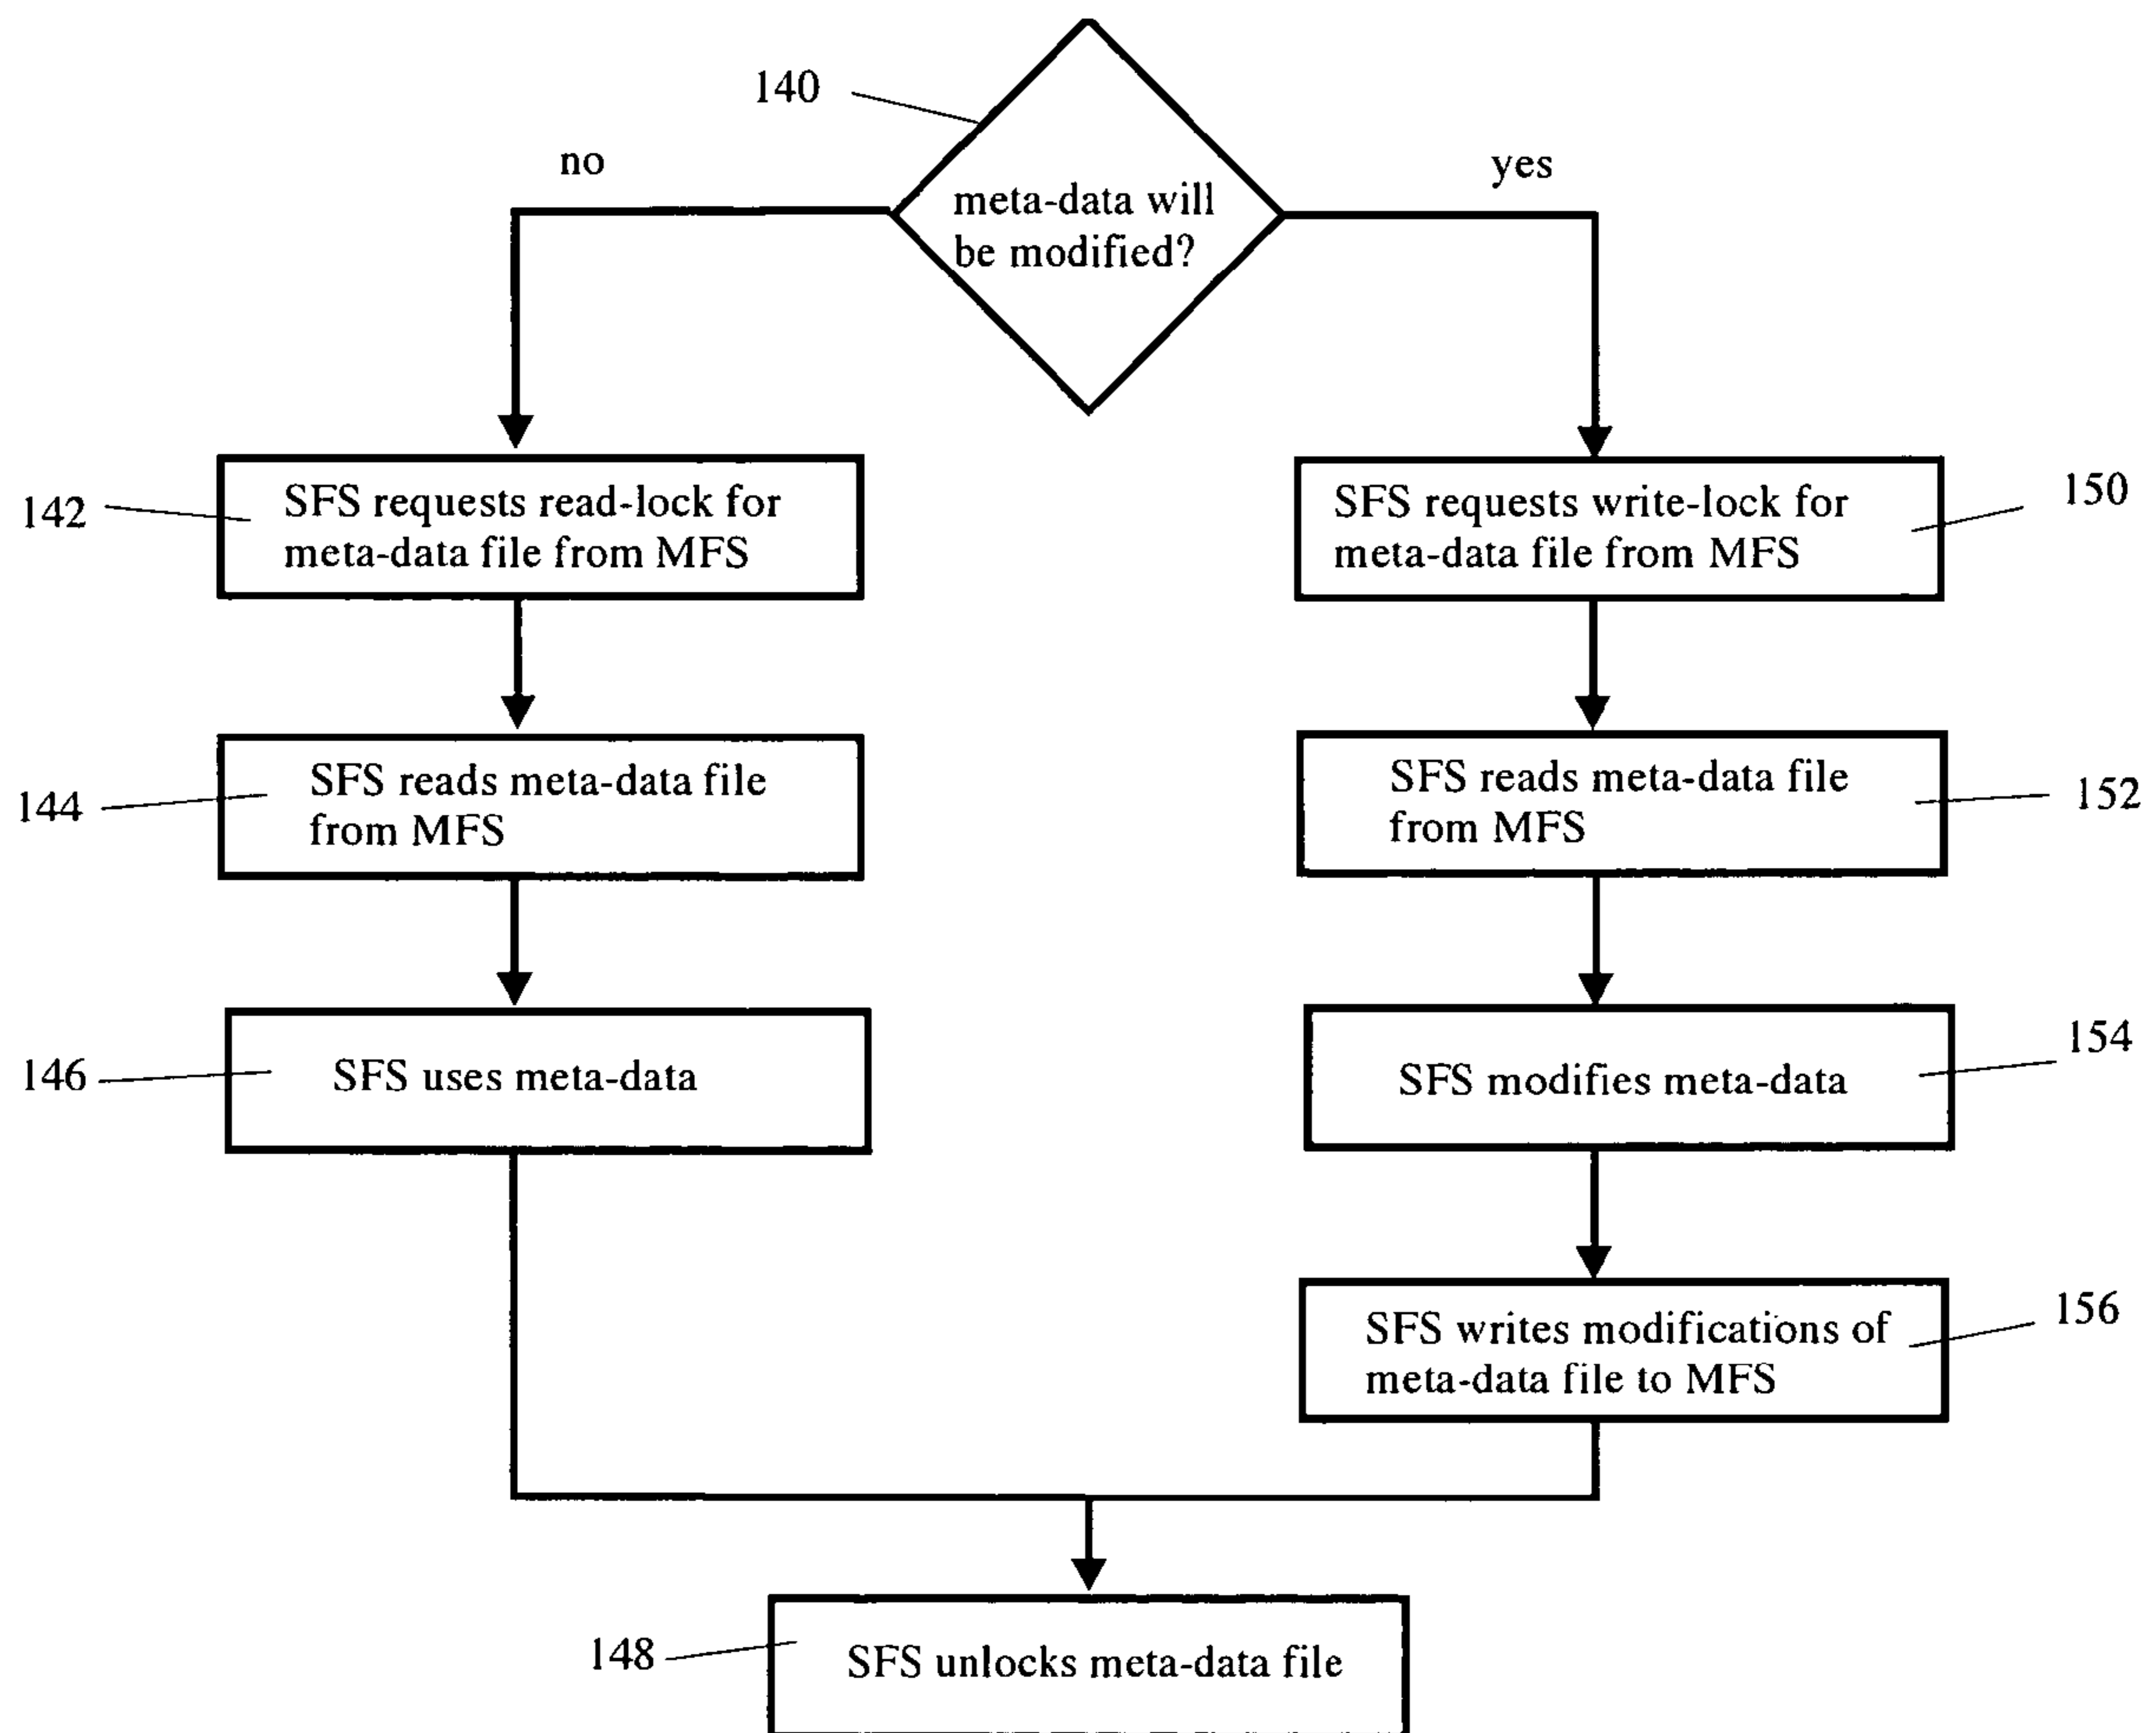 140
no
yes
meta-data will
be modified?
142
SFS requests read-lock for
meta-data file from MFS
SFS requests write-lock for
meta-data file from MFS
150
144
SFS reads meta-data file
from MFS
SFS reads meta-data file
from MFS
152
146
SFS uses meta-data
SFS modifies meta-data
154
SFS writes modifications of
meta-data file to MFS
156
148
SFS unlocks meta-data file